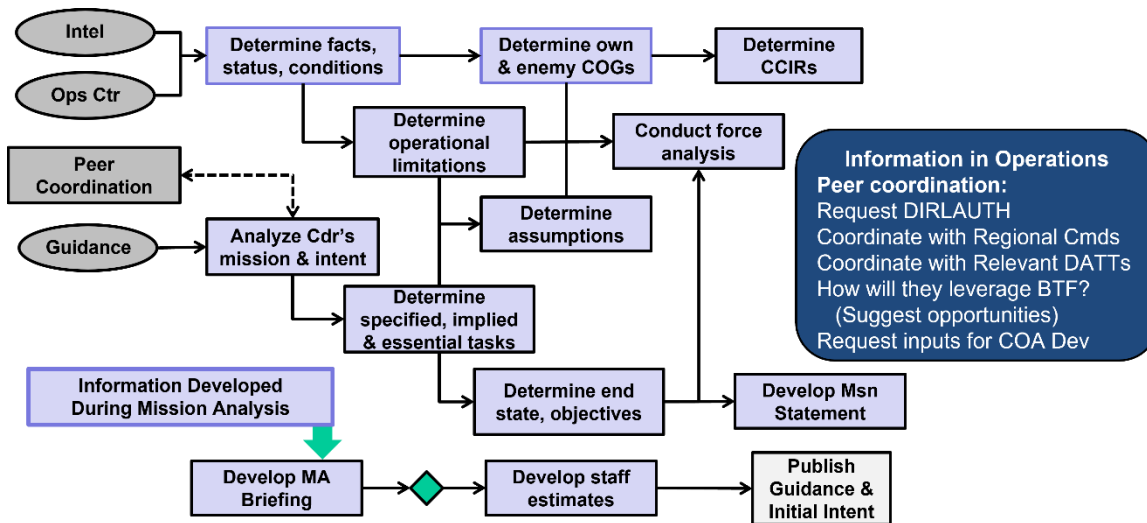 Intel
Ops Ctr
Determine facts,
status, conditions
Determine own
& enemy COGs
Determine
CCIRs
Determine
operational
limitations
Conduct force
analysis
Peer
Coordination
Determine
assumptions
Guidance
Analyze Cdr's
mission & intent
Determine
specified, implied
& essential tasks
Information in Operations
Peer coordination:
Request DIRLAUTH
Coordinate with Regional Cmds
Coordinate with Relevant DATTs
How will they leverage BTF?
(Suggest opportunities)
Request inputs for COA Dev
Information Developed
During Mission Analysis
Determine end
state, objectives
Develop Msn
Statement
Develop MA
Briefing
Develop staff
estimates
Publish
Guidance &
Initial Intent